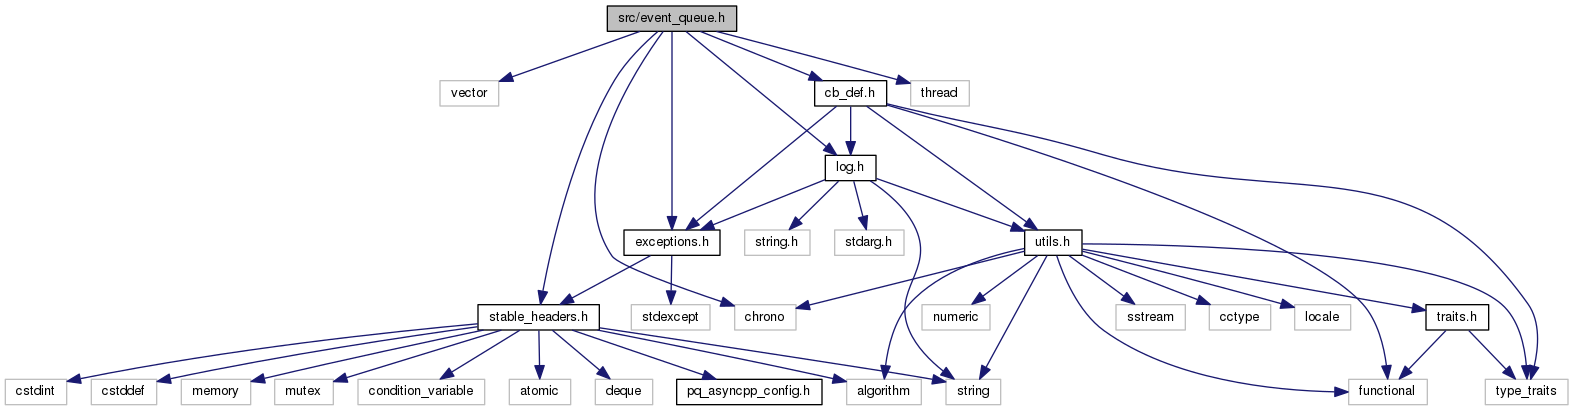 src/event_queue.h
vector
cb_def.h
thread
log.h
exceptions.h
string.h
stdarg.h
utils.h
stable_headers.h
stdexcept
chrono
numeric
sstream
cctype
locale
traits.h
cstdint
cstddef
memory
mutex
condition_variable
atomic
deque
pq_asyncpp_config.h
algorithm
string
functional
type_traits